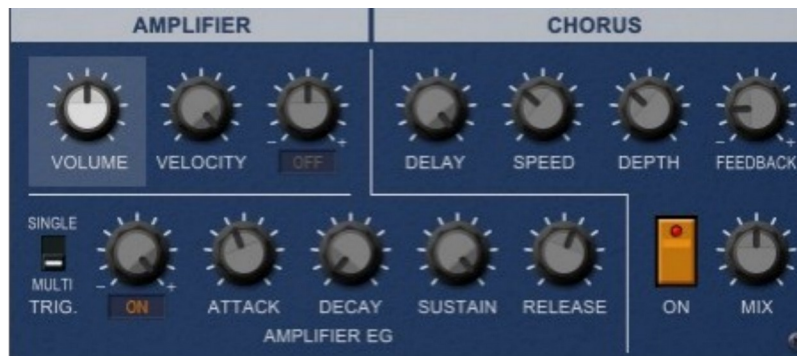 AMPLIFIER
CHORUS
VOLUME VELOCITY - OFF + DELAY SPEED DEPTH - FEEDBACK +
SINGLE
MULTI
TRIG. - ON + ATTACK DECAY SUSTAIN RELEASE ON MIX
AMPLIFIER EG